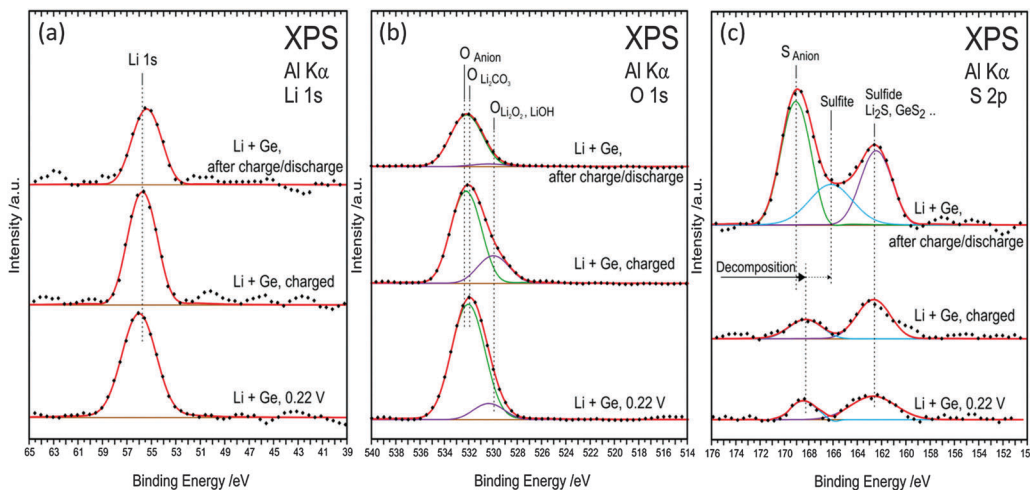 (a)
XPS
Al Kα
Li 1s
Li 1s
Li + Ge,
after charge/discharge
Li + Ge, charged
Li + Ge, 0.22 V
Intensity /a.u.
65 63 61 59 57 55 53 51 49 47 45 43 41 39
Binding Energy /eV
(b)
XPS
Al Kα
O 1s
O Anion
O Li₂CO₃
O Li₂O₂ , LiOH
Li + Ge,
after charge/discharge
Li + Ge, charged
Li + Ge, 0.22 V
Intensity /a.u.
540 538 536 534 532 530 528 526 524 522 520 518 516 514
Binding Energy /eV
(c)
XPS
Al Kα
S 2p
S Anion
Sulfite
Sulfide
Li₂S, GeS₂ ..
Li + Ge,
after charge/discharge
Decomposition
Li + Ge, charged
Li + Ge, 0.22 V
Intensity /a.u.
176 174 172 170 168 166 164 162 160 158 156 154 152 15
Binding Energy /eV